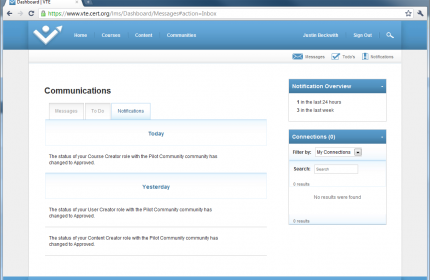 Dashboard | VTE
https://www.vte.cert.org/lms/Dashboard/Messages#action=Inbox
Home Courses Content Communities Sign Out
Messages To Do's Notifications
Communications
Messages To Do Notifications
Today
The status of your Course Creator role with the Pilot Community community has
changed to Approved.
Yesterday
The status of your User Creator role with the Pilot Community community has
changed to Approved.
The status of your Content Creator role with the Pilot Community community has
changed to Approved.
Notification Overview
4 in the last 24 hours
3 in the last week
Connections (0)
Filter by: My Connections
Search: Search
0 results
No results were found
0 results